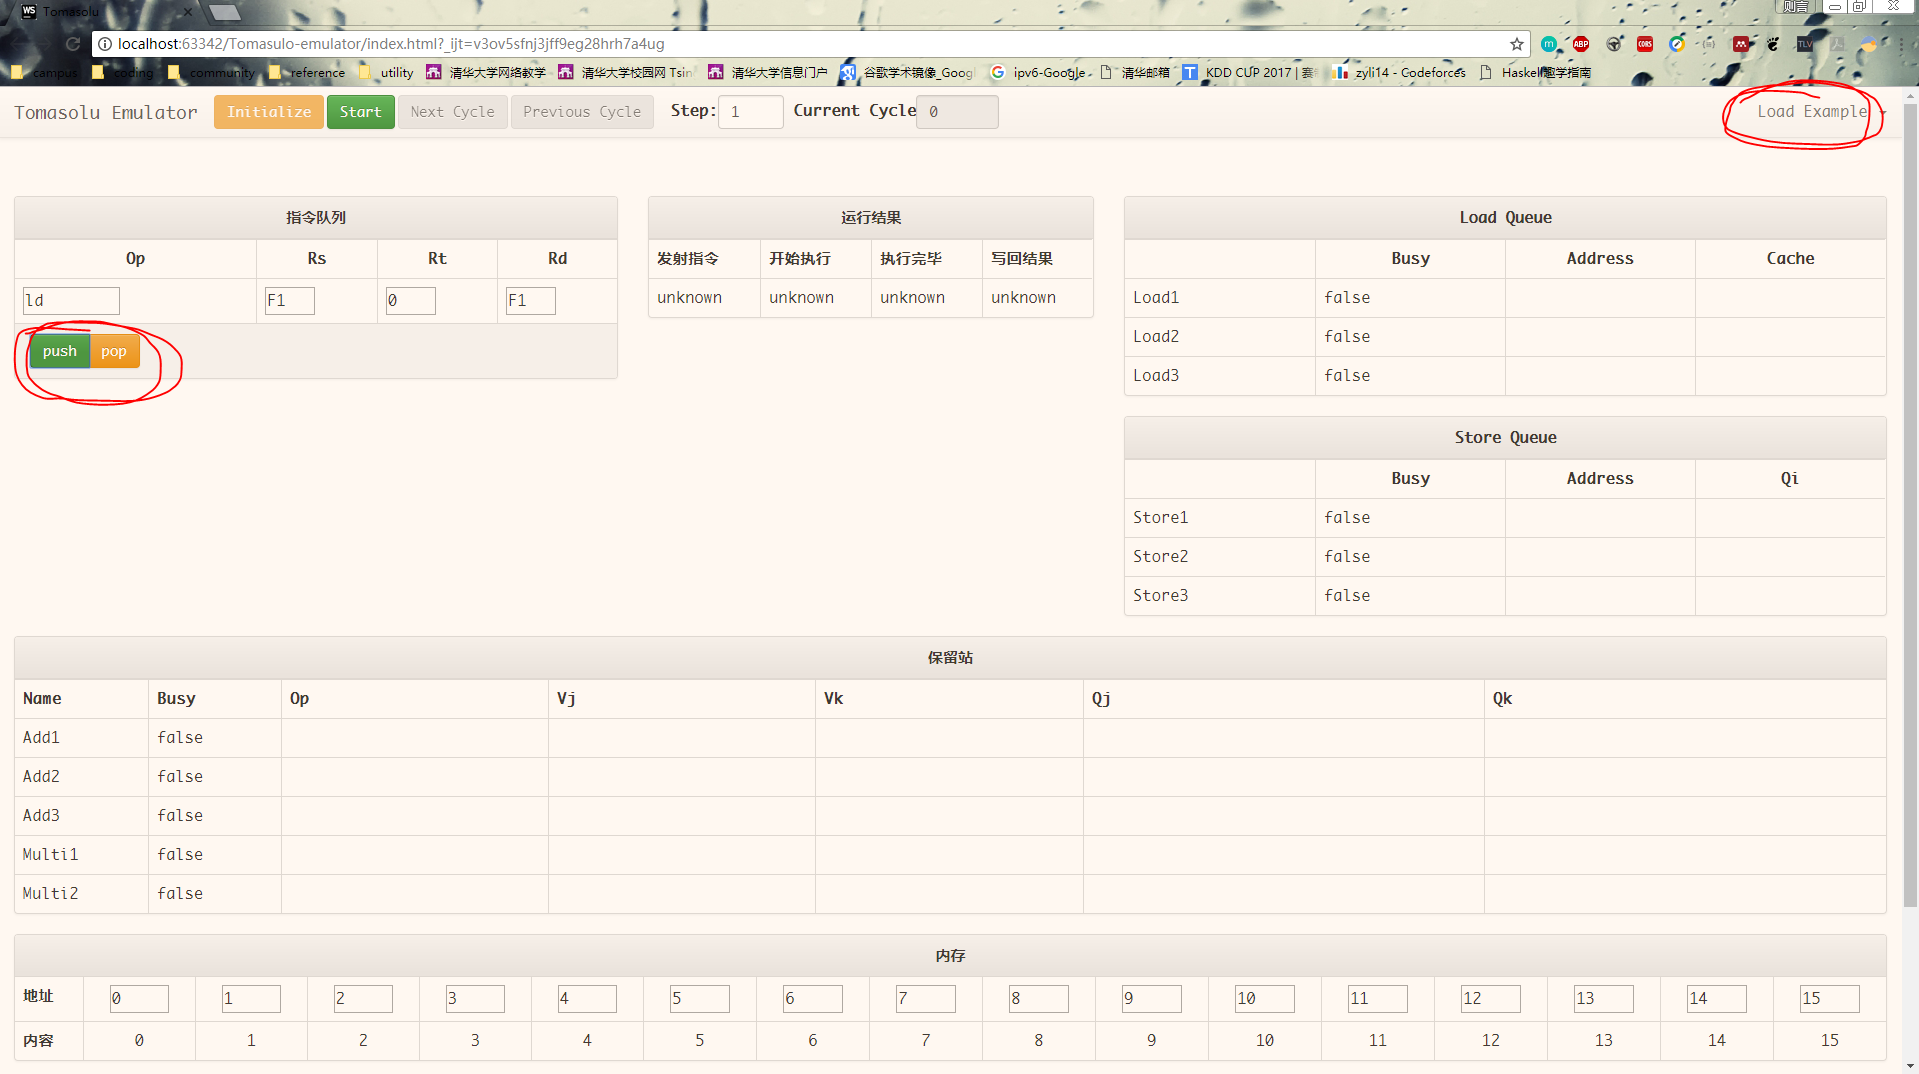 Tomasolu
则言
localhost:63342/Tomasulo-emulator/index.html?_ijt=v3ov5sfnj3jff9eg28hrh7a4ug
campus coding community reference utility 清华大学网络教学 清华大学校园网 Tsin 清华大学信息门户 谷歌学术镜像_Goog ipv6-Google 清华邮箱 KDD CUP 2017 | 赛 zyli14 - Codeforces Haskell趣学指南
Tomasolu Emulator Initialize Start Next Cycle Previous Cycle Step: 1 Current Cycle 0 Load Example
指令队列
Op Rs Rt Rd
ld F1 0 F1
push pop
运行结果
发射指令 开始执行 执行完毕 写回结果
unknown unknown unknown unknown
Load Queue
Busy Address Cache
Load1 false
Load2 false
Load3 false
Store Queue
Busy Address Qi
Store1 false
Store2 false
Store3 false
保留站
Name Busy Op Vj Vk Qj Qk
Add1 false
Add2 false
Add3 false
Multi1 false
Multi2 false
内存
地址 0 1 2 3 4 5 6 7 8 9 10 11 12 13 14 15
内容 0 1 2 3 4 5 6 7 8 9 10 11 12 13 14 15